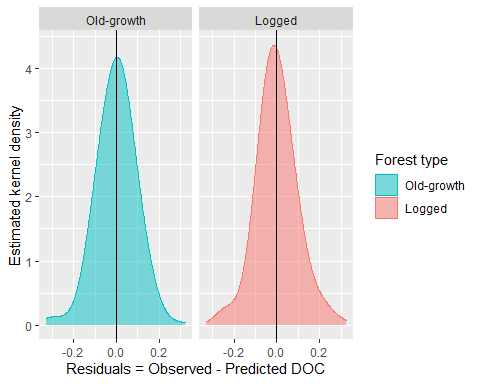 Old-growth Logged
Estimated kernel density
4
3
2
1
0
-0.2 0.0 0.2 -0.2 0.0 0.2
Residuals = Observed - Predicted DOC
Forest type
Old-growth
Logged